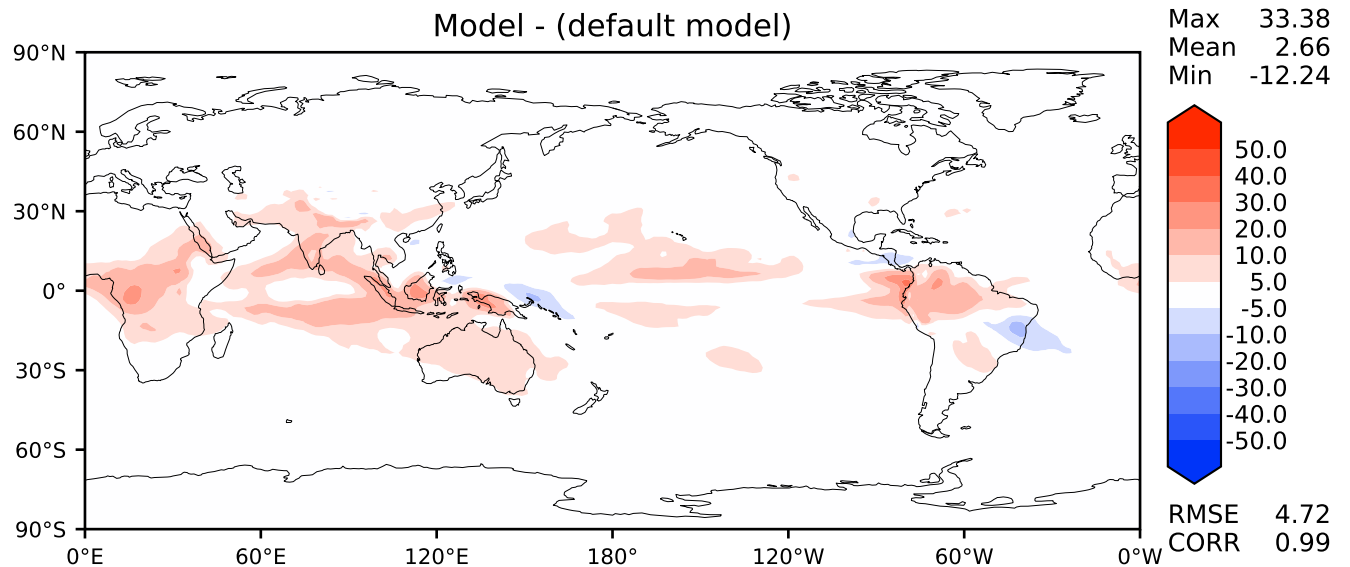 Model - (default model)
Max 33.38
Mean 2.66
Min -12.24
90°N
60°N
30°N
0°
30°S
60°S
90°S
0°E 60°E 120°E 180° 120°W 60°W 0°W
50.0
40.0
30.0
20.0
10.0
5.0
-5.0
-10.0
-20.0
-30.0
-40.0
-50.0
RMSE 4.72
CORR 0.99